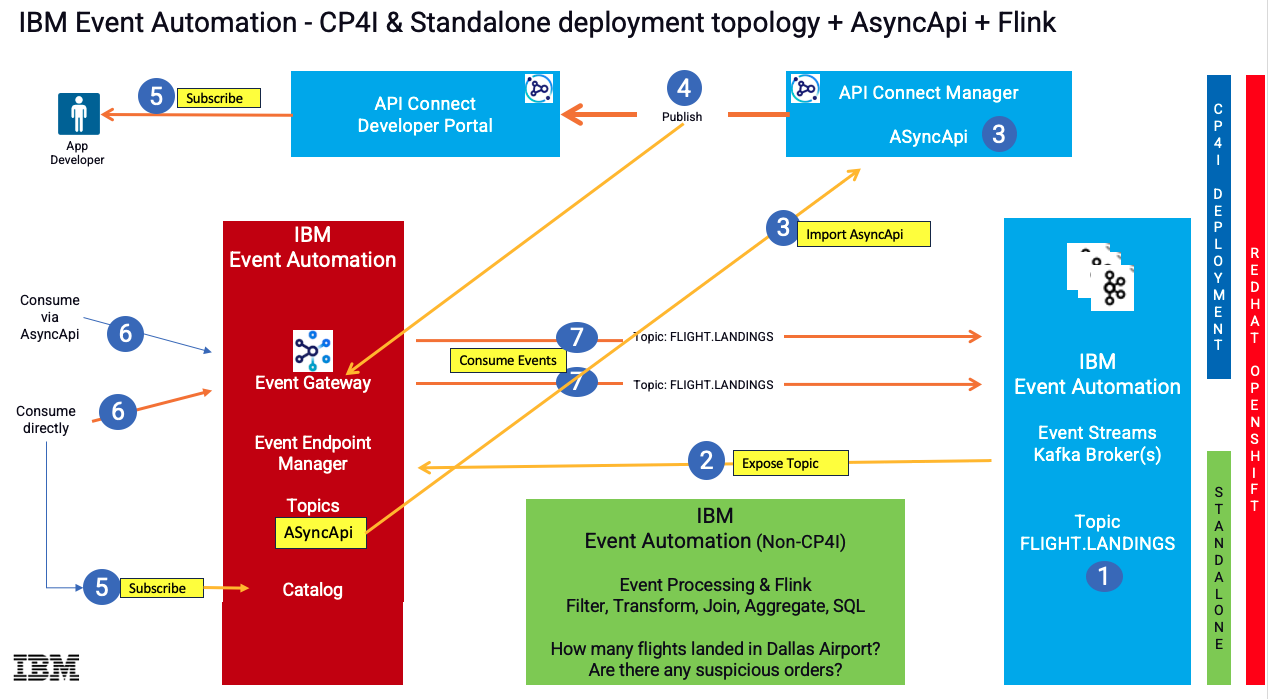 IBM Event Automation - CP4I & Standalone deployment topology + AsyncApi + Flink
5
Subscribe
App
Developer
API Connect
Developer Portal
4
Publish
API Connect Manager
ASyncApi
3
CP4I DEPLOYMENT
REDHAT OPENSHIFT
STANDALONE
IBM
Event Automation
3
Import AsyncApi
Consume
via
AsyncApi
6
7
Topic: FLIGHT.LANDINGS
Consume Events
7
Topic: FLIGHT.LANDINGS
Event Gateway
Consume
directly
6
Event Endpoint
Manager
2
Expose Topic
Topics
ASyncApi
5
Subscribe
Catalog
IBM
Event Automation
Event Streams
Kafka Broker(s)
Topic
FLIGHT.LANDINGS
1
IBM
Event Automation (Non-CP4I)
Event Processing & Flink
Filter, Transform, Join, Aggregate, SQL
How many flights landed in Dallas Airport?
Are there any suspicious orders?
IBM